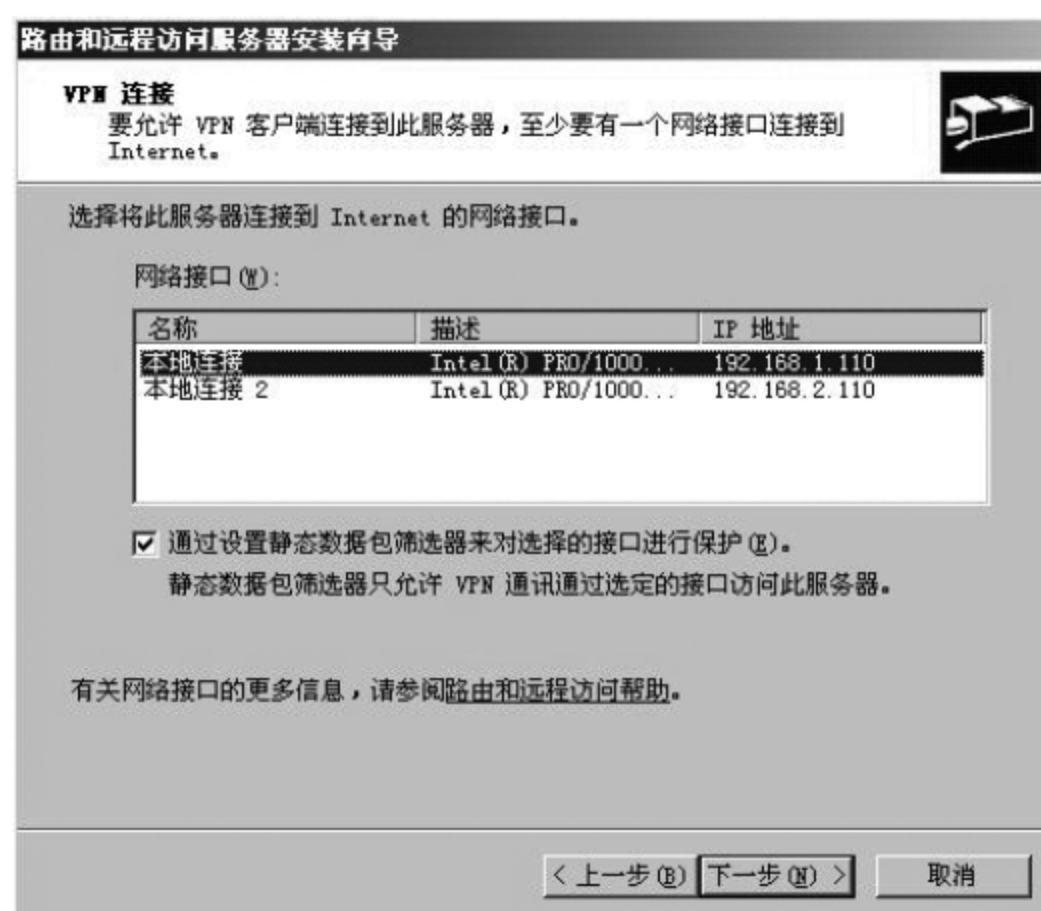 路由和远程访问服务器安装向导
VPN 连接
要允许 VPN 客户端连接到此服务器，至少要有一个网络接口连接到
Internet。
选择将此服务器连接到 Internet 的网络接口。
网络接口(W):
名称 描述 IP 地址
本地连接 Intel(R) PRO/1000... 192.168.1.110
本地连接 2 Intel(R) PRO/1000... 192.168.2.110
通过设置静态数据包筛选器来对选择的接口进行保护(E)。
静态数据包筛选器只允许 VPN 通讯通过选定的接口访问此服务器。
有关网络接口的更多信息，请参阅路由和远程访问帮助。
< 上一步(B) 下一步(N) > 取消